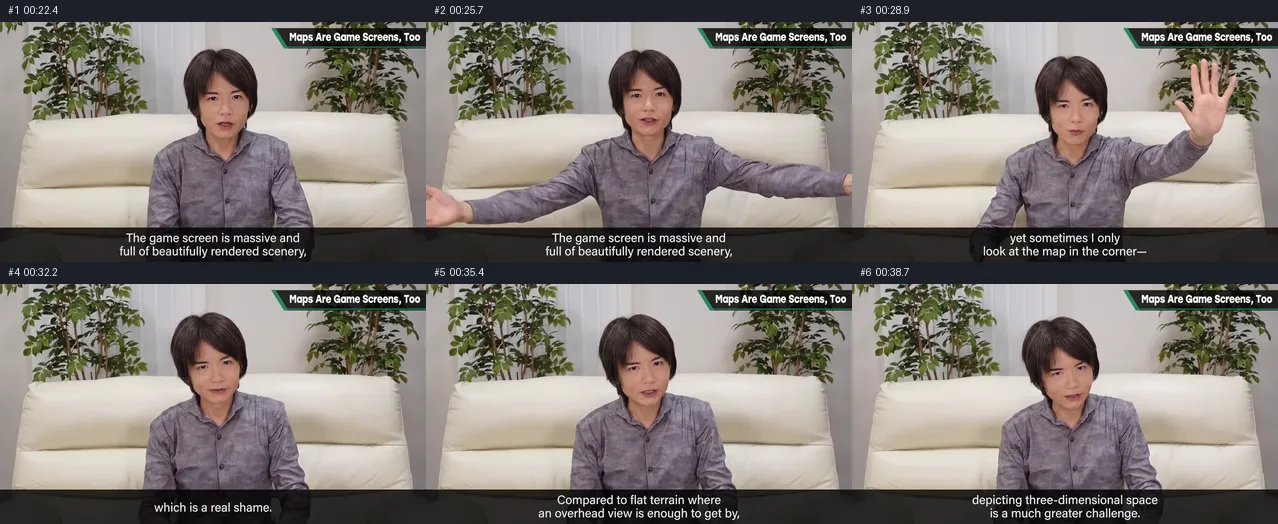 #1 00:22.4
Maps Are Game Screens, Too
The game screen is massive and
full of beautifully rendered scenery,
#2 00:25.7
Maps Are Game Screens, Too
The game screen is massive and
full of beautifully rendered scenery,
#3 00:28.9
Maps Are Game Screens, Too
yet sometimes I only
look at the map in the corner—
#4 00:32.2
Maps Are Game Screens, Too
which is a real shame.
#5 00:35.4
Maps Are Game Screens, Too
Compared to flat terrain where
an overhead view is enough to get by,
#6 00:38.7
Maps Are Game Screens, Too
depicting three-dimensional space
is a much greater challenge.